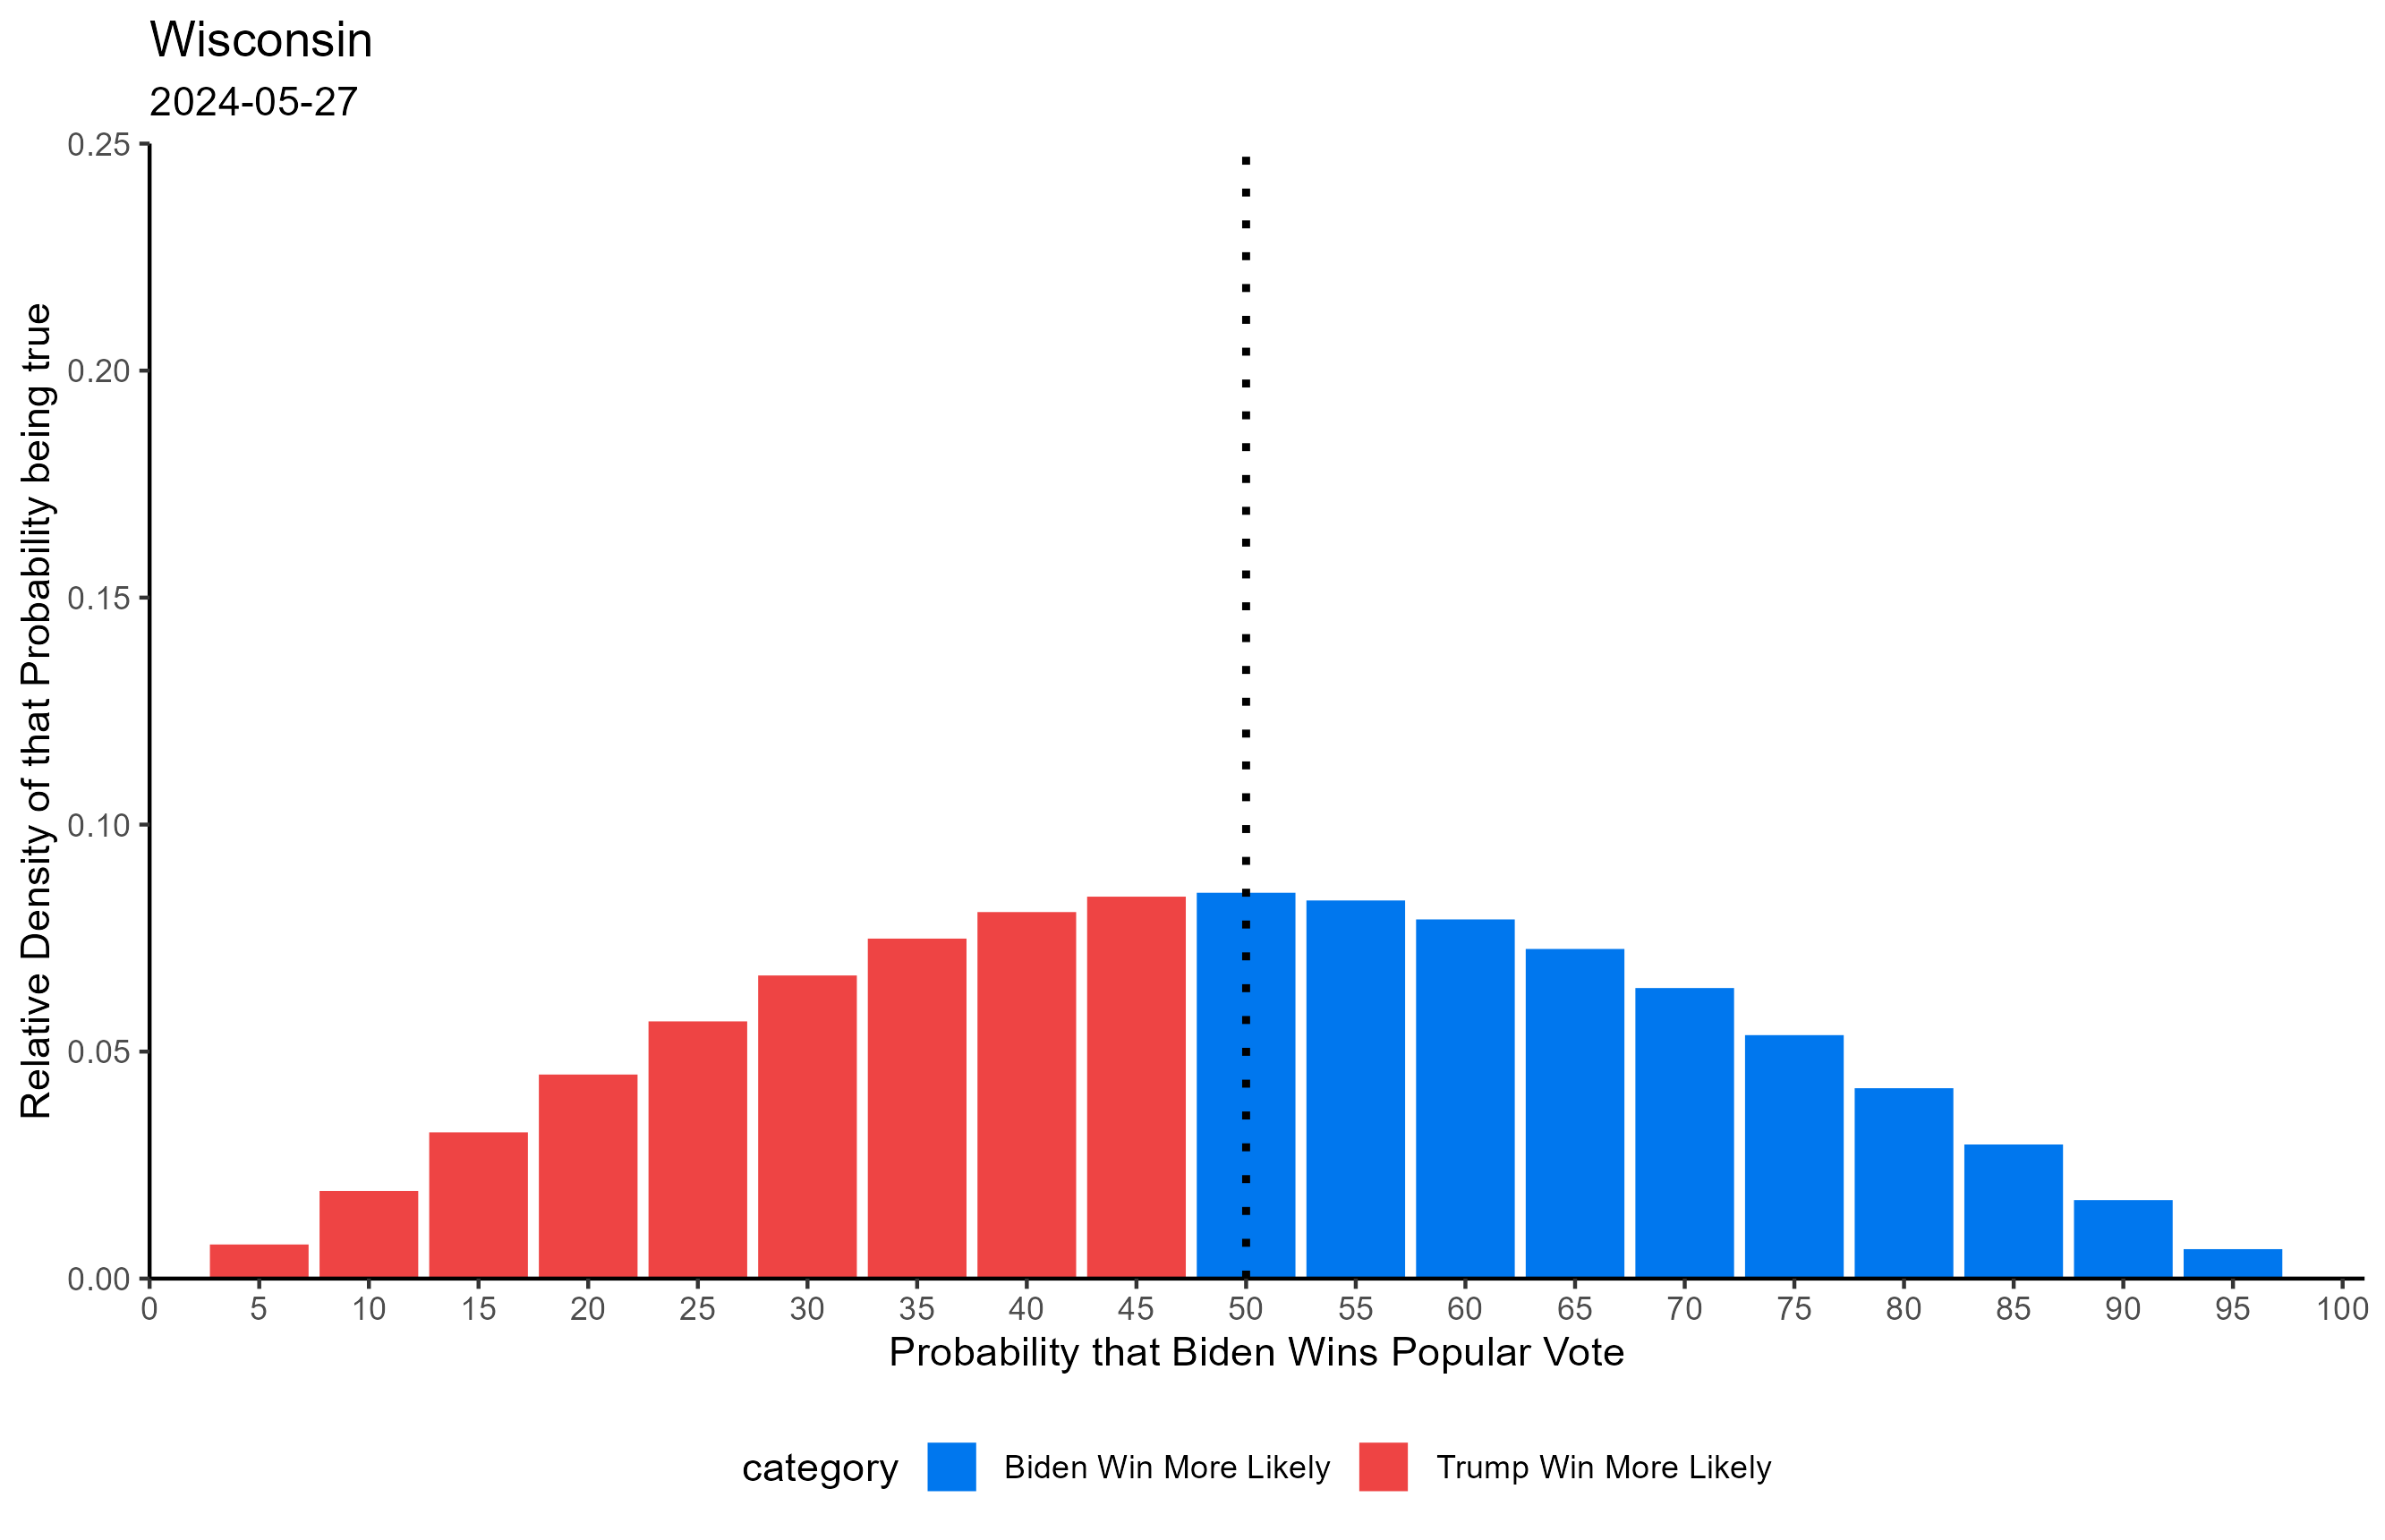 Wisconsin
2024-05-27
Relative Density of that Probability being true
0.25
0.20
0.15
0.10
0.05
0.00
0 5 10 15 20 25 30 35 40 45 50 55 60 65 70 75 80 85 90 95 100
Probability that Biden Wins Popular Vote
category Biden Win More Likely Trump Win More Likely